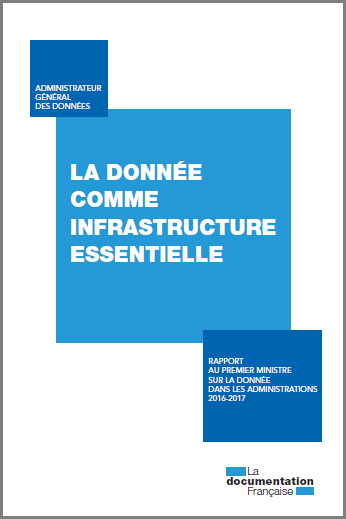 ADMINISTRATEUR
GÉNÉRAL
DES DONNÉES
LA DONNÉE
COMME
INFRASTRUCTURE
ESSENTIELLE
RAPPORT
AU PREMIER MINISTRE
SUR LA DONNÉE
DANS LES ADMINISTRATIONS
2016-2017
La
documentation
Française